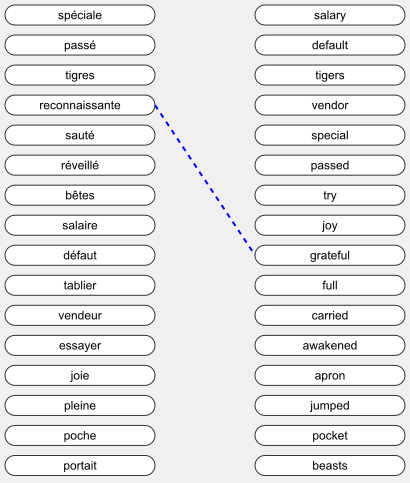 spéciale salary
passé default
tigres tigers
reconnaissante vendor
sauté special
réveillé passed
bêtes try
salaire joy
défaut grateful
tablier full
vendeur carried
essayer awakened
joie apron
pleine jumped
poche pocket
portait beasts